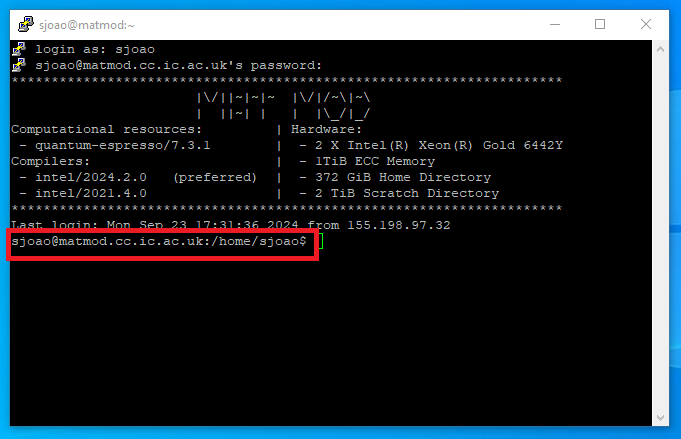 sjoao@matmod:~
login as: sjoao
sjoao@matmod.cc.ic.ac.uk's password:
*********************************************************************
|\/||~|~|~  |\/|/~\|~\
|  ||~| |   |  |\_/|_/
Computational resources:         | Hardware:
 - quantum-espresso/7.3.1        |  - 2 X Intel(R) Xeon(R) Gold 6442Y
Compilers:                       |  - 1TiB ECC Memory
 - intel/2024.2.0   (preferred)  |  - 372 GiB Home Directory
 - intel/2021.4.0                |  - 2 TiB Scratch Directory
*********************************************************************
Last login: Mon Sep 23 17:31:36 2024 from 155.198.97.32
sjoao@matmod.cc.ic.ac.uk:/home/sjoao$